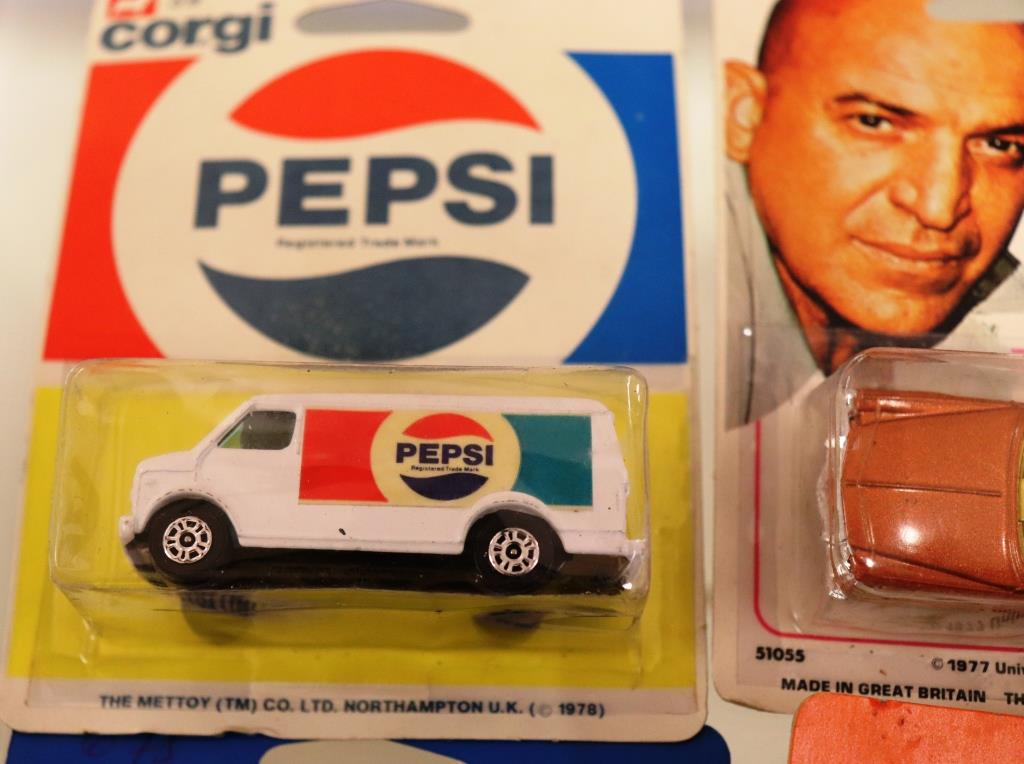 corgi
PEPSI
Registered Trade Mark
PEPSI
Registered Trade Mark
THE METTOY (TM) CO. LTD. NORTHAMPTON U.K. (© 1978)
51055
© 1977 Univ
MADE IN GREAT BRITAIN TH